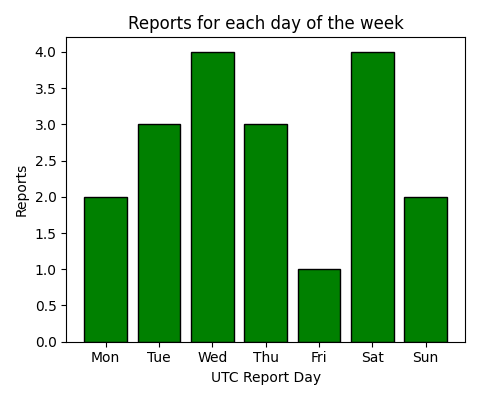 Reports for each day of the week
Reports
4.0
3.5
3.0
2.5
2.0
1.5
1.0
0.5
0.0
Mon Tue Wed Thu Fri Sat Sun
UTC Report Day